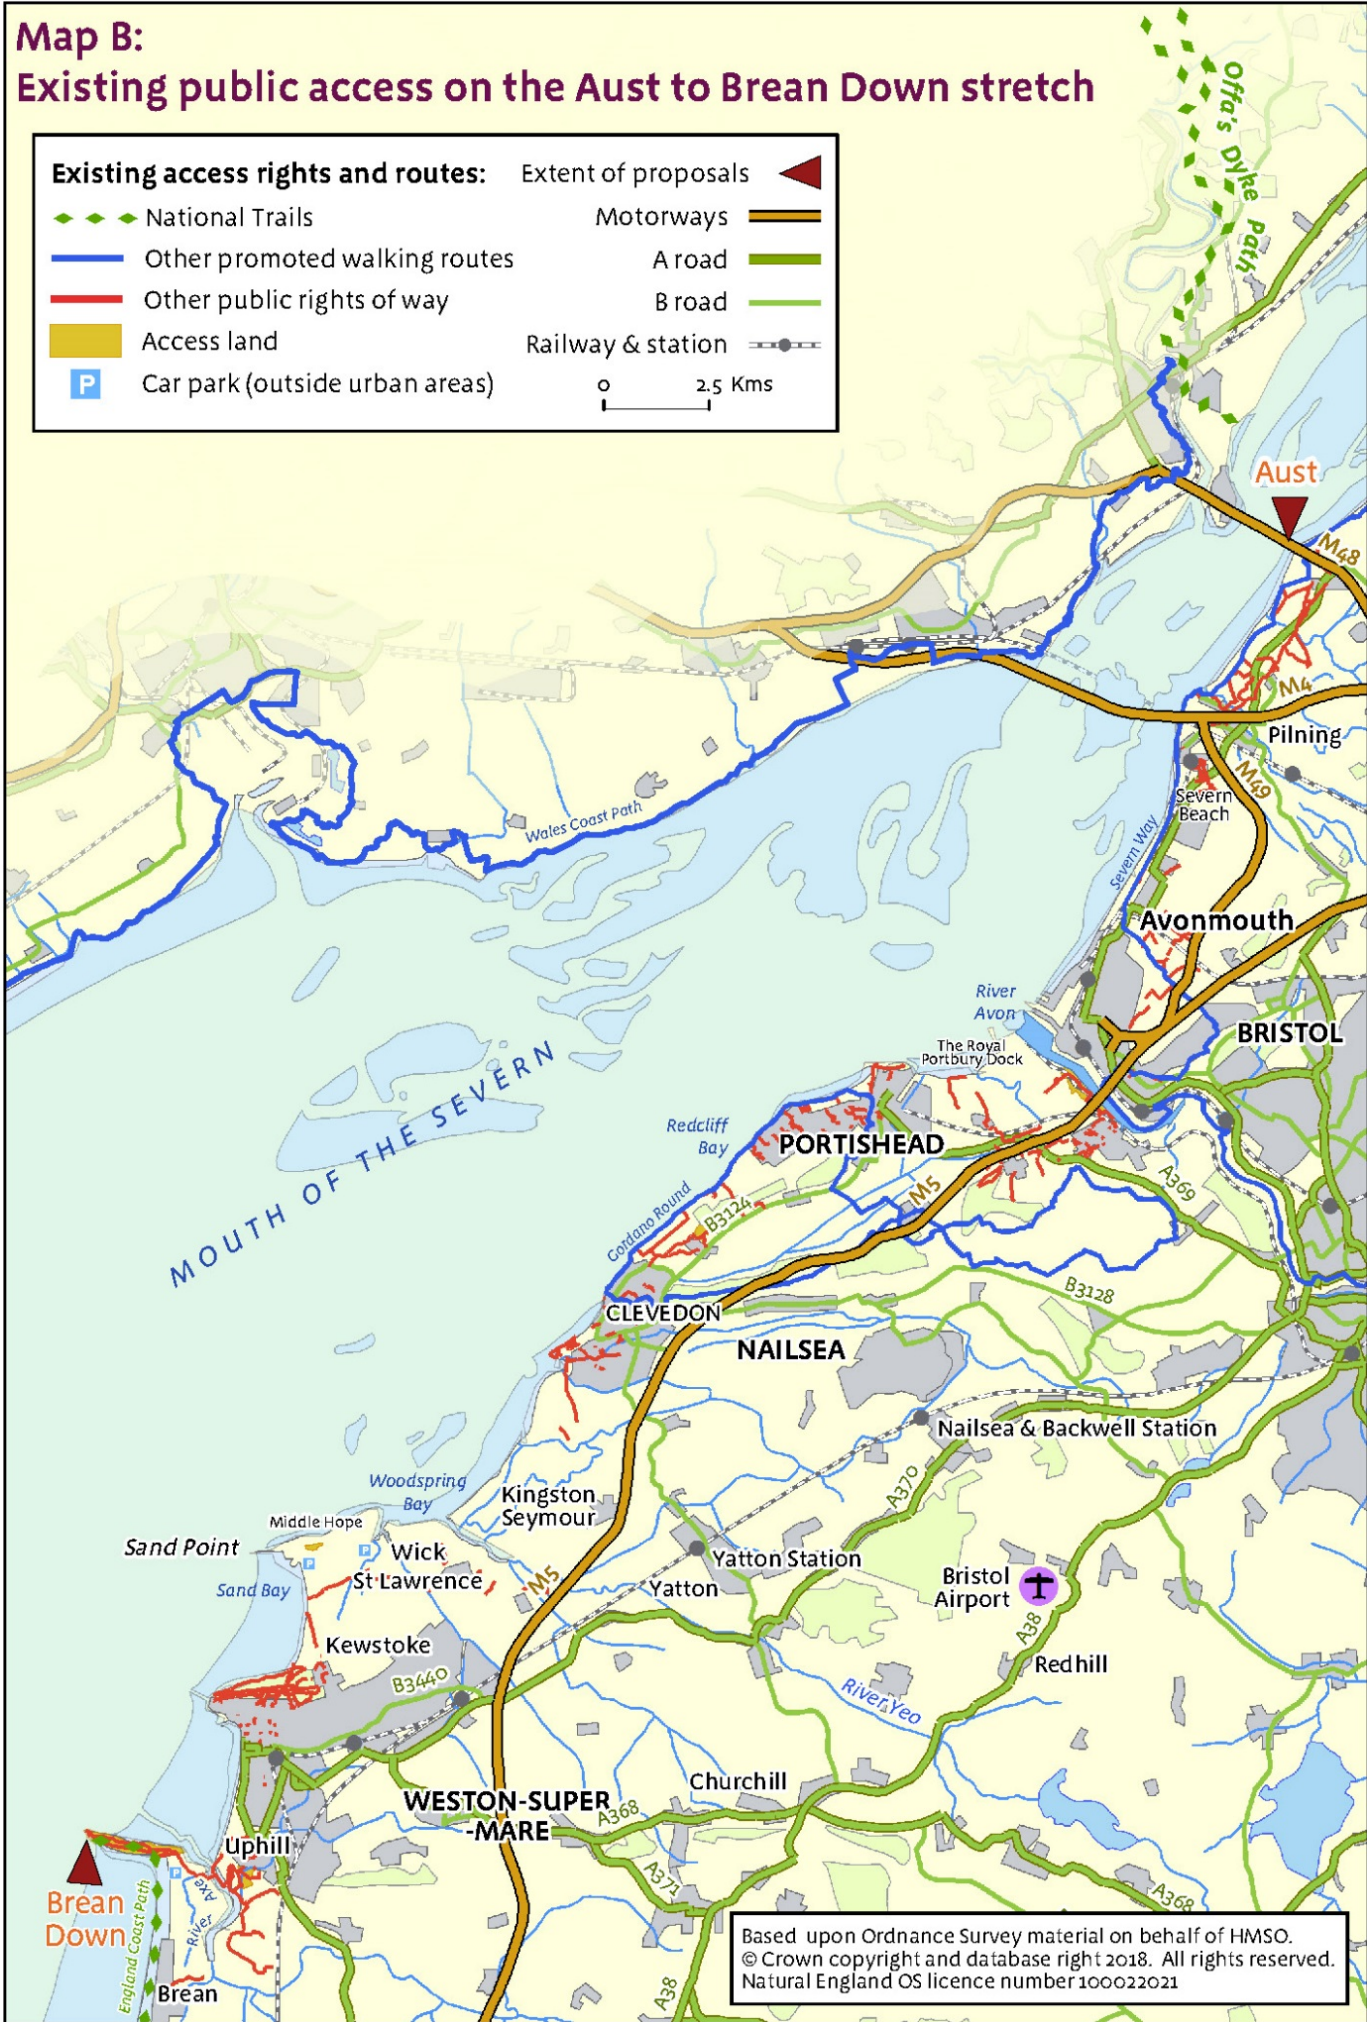 Map B:
Existing public access on the Aust to Brean Down stretch
Existing access rights and routes:
National Trails
Other promoted walking routes
Other public rights of way
Access land
P
Car park (outside urban areas)
Extent of proposals
Motorways
A road
B road
Railway & station
0 2.5 Kms
Offa's Dyke Path
Aust
M48
M4
Pilning
M49
Severn
Beach
Severn Way
Wales Coast Path
Avonmouth
River
Avon
BRISTOL
The Royal
Portbury Dock
MOUTH OF THE SEVERN
Redcliff
Bay
PORTISHEAD
A369
M5
Gordano Round
B3124
B3128
CLEVEDON
NAILSEA
Nailsea & Backwell Station
A370
Woodspring
Bay
Kingston
Seymour
Middle Hope
Sand Point
P
P
Wick
St Lawrence
Sand Bay
M5
Yatton Station
Yatton
Bristol
Airport
A38
Kewstoke
B3440
Redhill
River Yeo
Churchill
WESTON-SUPER
-MARE
A368
Uphill
A371
A368
P
Brean
Down
River Axe
England Coast Path
Brean
A38
Based upon Ordnance Survey material on behalf of HMSO.
© Crown copyright and database right 2018. All rights reserved.
Natural England OS licence number 100022021